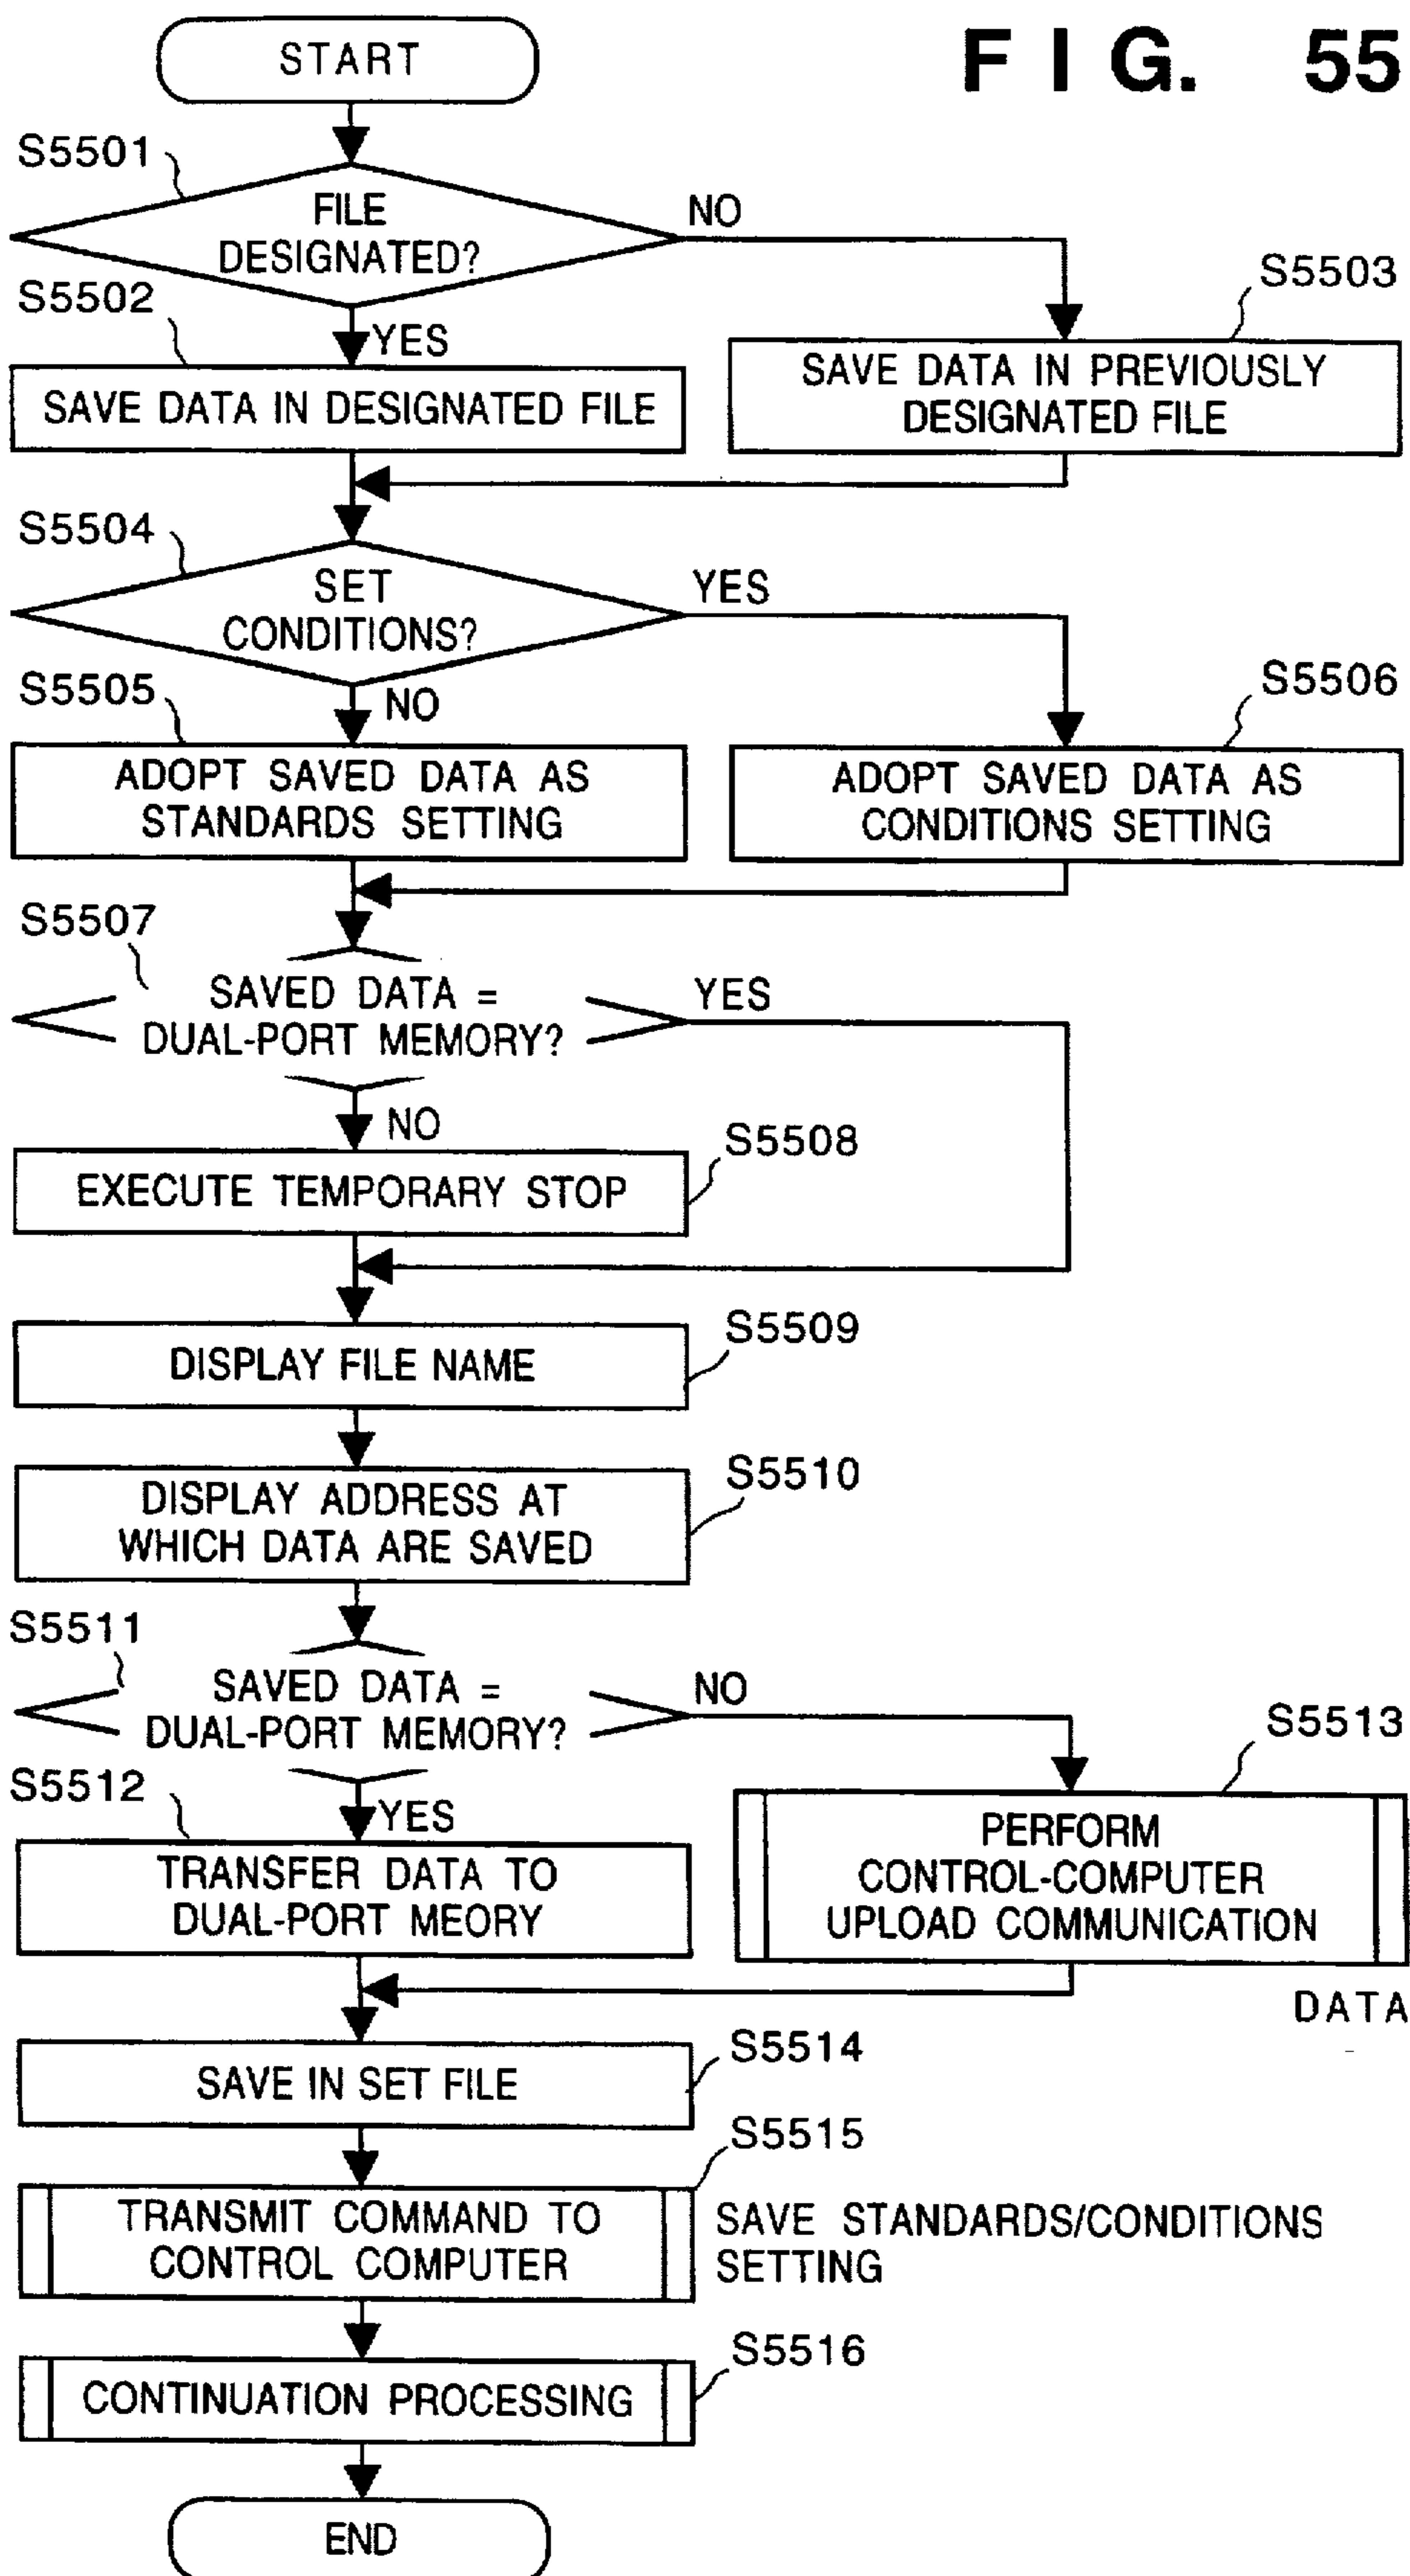 FIG. 55
START
S5501
FILE
DESIGNATED?
NO
S5502
YES
S5503
SAVE DATA IN DESIGNATED FILE
SAVE DATA IN PREVIOUSLY
DESIGNATED FILE
S5504
SET
CONDITIONS?
YES
S5505
NO
S5506
ADOPT SAVED DATA AS
STANDARDS SETTING
ADOPT SAVED DATA AS
CONDITIONS SETTING
S5507
SAVED DATA =
DUAL-PORT MEMORY?
YES
NO
S5508
EXECUTE TEMPORARY STOP
S5509
DISPLAY FILE NAME
S5510
DISPLAY ADDRESS AT
WHICH DATA ARE SAVED
S5511
SAVED DATA =
DUAL-PORT MEMORY?
NO
S5512
YES
S5513
TRANSFER DATA TO
DUAL-PORT MEORY
PERFORM
CONTROL-COMPUTER
UPLOAD COMMUNICATION
DATA
S5514
SAVE IN SET FILE
S5515
TRANSMIT COMMAND TO
CONTROL COMPUTER
SAVE STANDARDS/CONDITIONS
SETTING
S5516
CONTINUATION PROCESSING
END